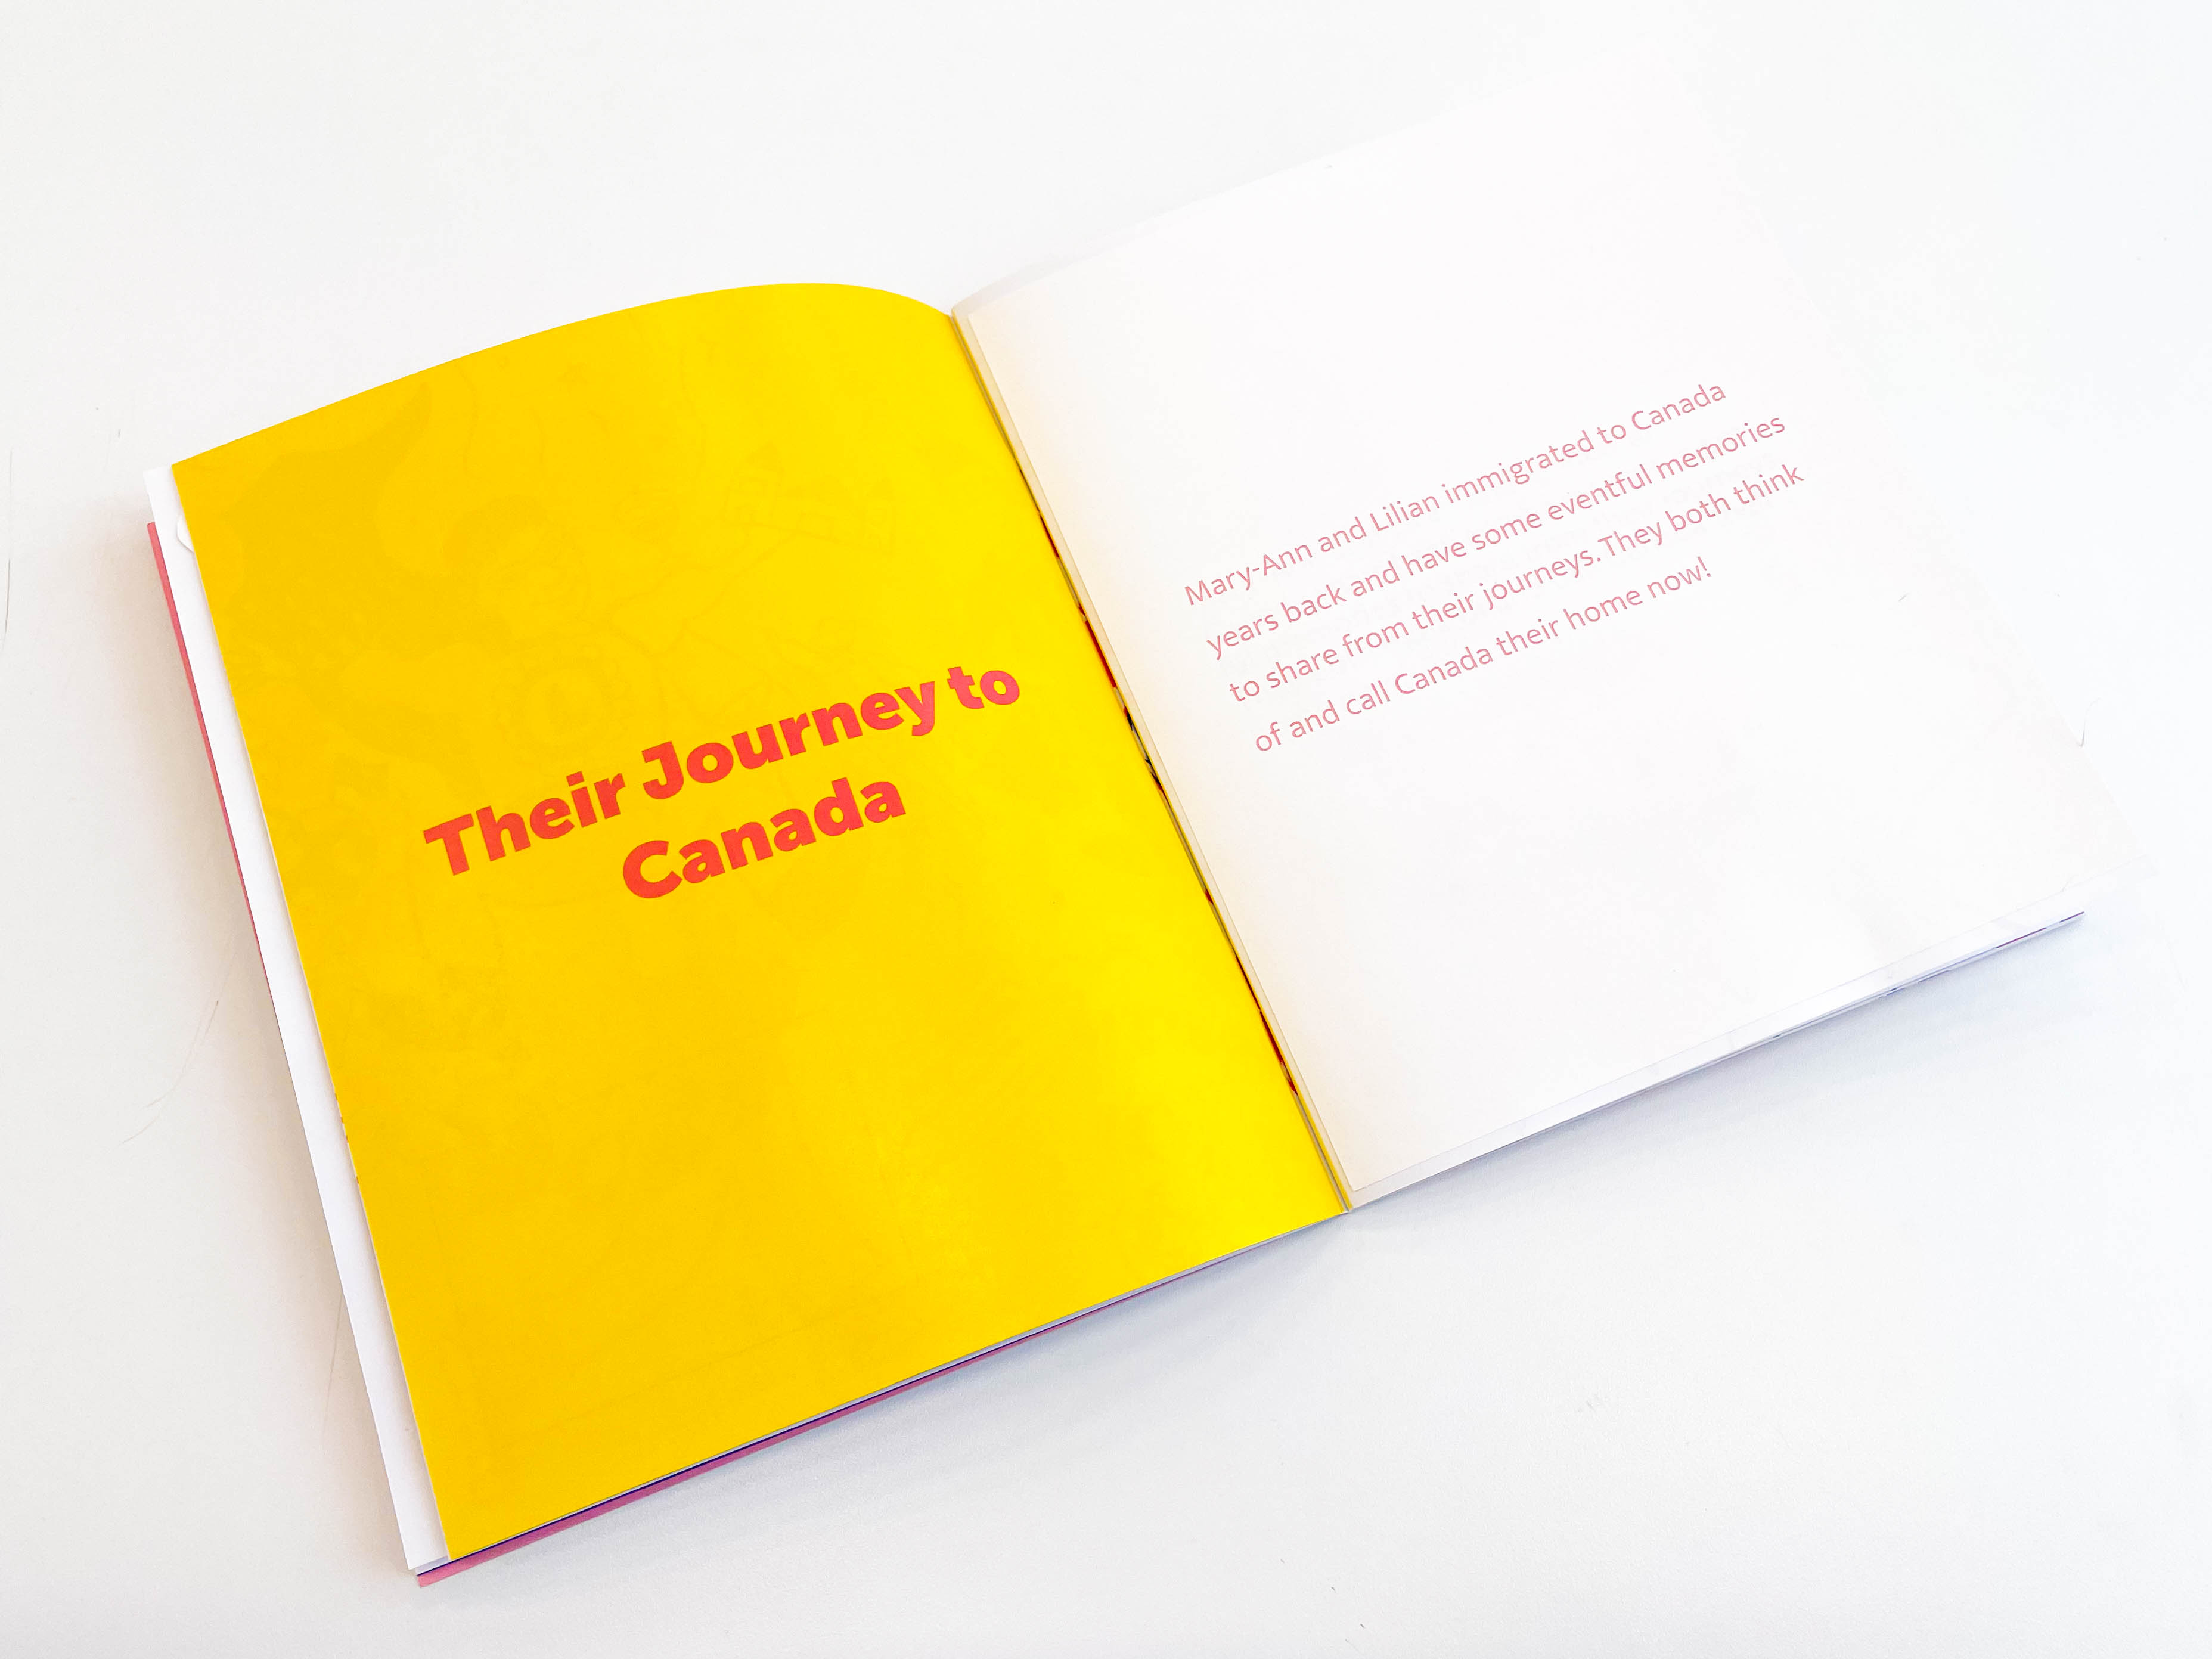 Their Journey to
Canada
Mary-Ann and Lilian immigrated to Canada
years back and have some eventful memories
to share from their journeys. They both think
of and call Canada their home now!